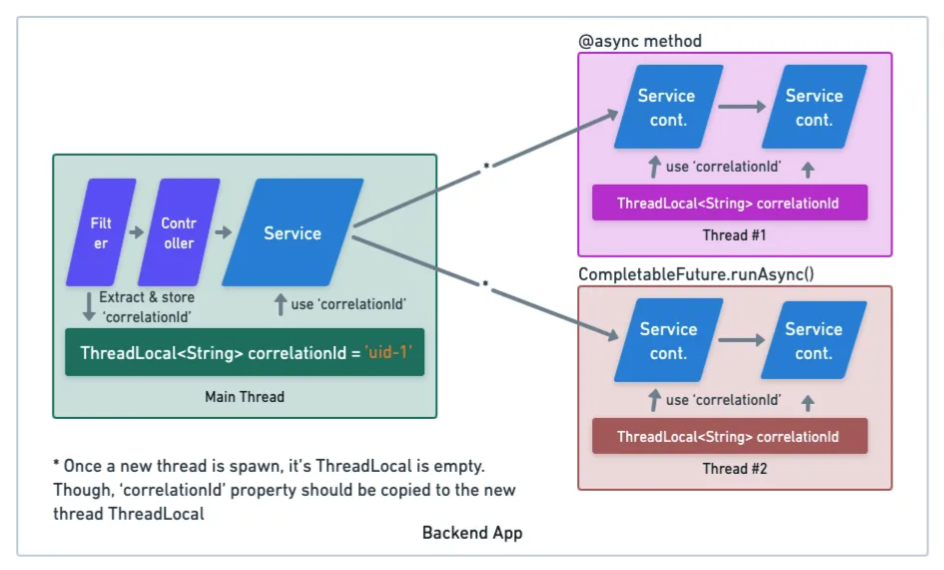 @async method
Service
cont.
Service
cont.
use ‘correlationId’
ThreadLocal<String> correlationId
Thread #1
Filt
er
Contr
oller
Service
Extract & store
‘correlationId’
use ‘correlationId’
ThreadLocal<String> correlationId = ‘uid-1’
Main Thread
*
*
CompletableFuture.runAsync()
Service
cont.
Service
cont.
use ‘correlationId’
ThreadLocal<String> correlationId
Thread #2
* Once a new thread is spawn, it’s ThreadLocal is empty.
Though, ‘correlationId’ property should be copied to the new
thread ThreadLocal
Backend App